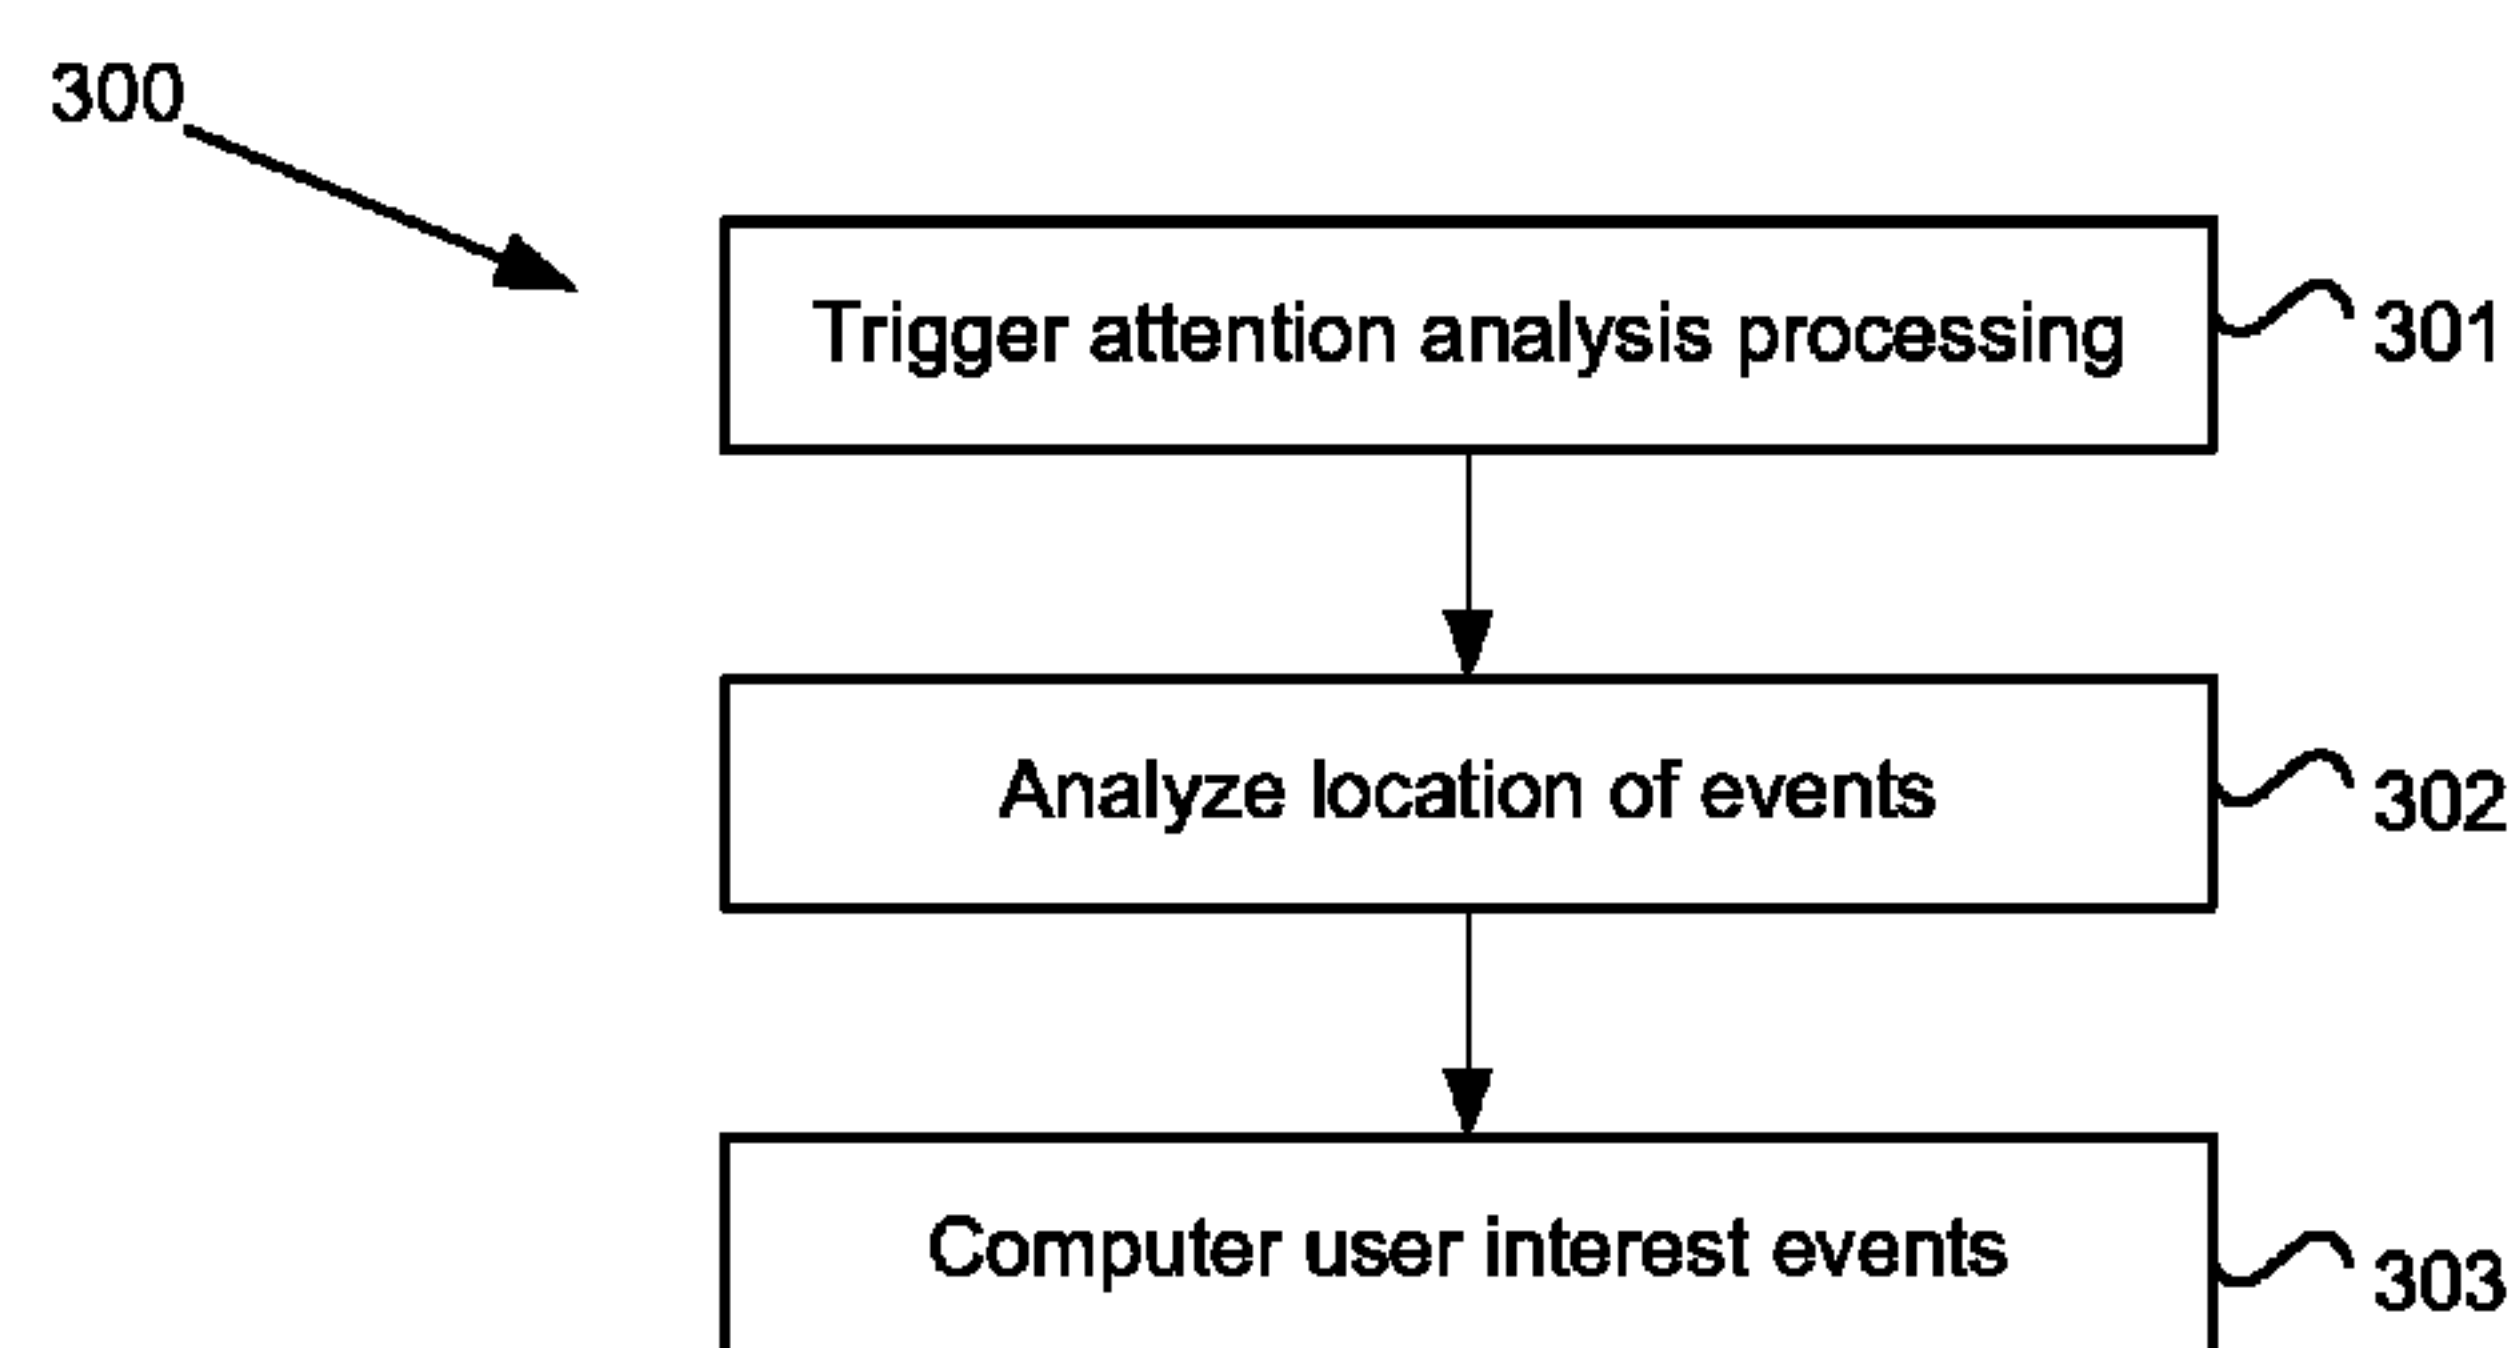 300
Trigger attention analysis processing
301
Analyze location of events
302
Computer user interest events
303